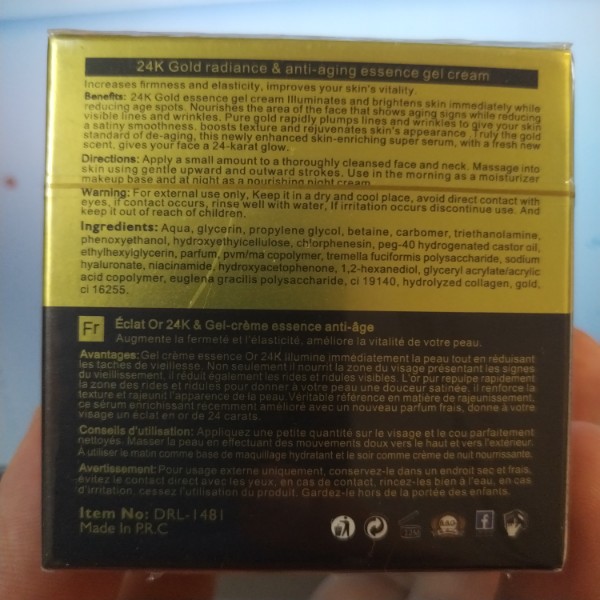 24K Gold radiance & anti-aging essence gel cream
Increases firmness and elasticity, improves your skin's vitality.
Benefits: 24K Gold essence gel cream Illuminates and brightens skin immediately while
reducing age spots. Nourishes the area of the face that shows aging signs while reducing
visible lines and wrinkles. Pure gold rapidly plumps lines and wrinkles to give your skin
a satiny smoothness. boosts texture and rejuvenates skin's appearance. Truly the gold
standard of de-aging, this newly enhanced skin-enriching super serum, with a fresh new
scent, gives your face a 24-karat glow.
Directions: Apply a small amount to a thoroughly cleansed face and neck. Massage into
skin using gentle upward and outward strokes. Use in the morning as a moisturizer
makeup base and at night as a nourishing night cream
Warning: For external use only, Keep it in a dry and cool place, avoid direct contact with
eyes, if contact occurs, rinse well with water, If irritation occurs discontinue use. And
keep it out of reach of children.
Ingredients: Aqua, glycerin, propylene glycol, betaine, carbomer, triethanolamine,
phenoxyethanol, hydroxyethylcellulose, chlorphenesin, peg-40 hydrogenated castor oil,
ethylhexylglycerin, parfum, pvm/ma copolymer, tremella fuciformis polysaccharide, sodium
hyaluronate, niacinamide, hydroxyacetophenone, 1,2-hexanediol, glyceryl acrylate/acrylic
acid copolymer, euglena gracilis polysaccharide, ci 19140, hydrolyzed collagen, gold,
ci 16255.
Fr Éclat Or 24K & Gel-crème essence anti-âge
Augmente la fermeté et l'élasticité, améliore la vitalité de votre peau.
Avantages: Gel crème essence Or 24K Illumine immédiatement la peau tout en réduisant
les taches de vieillesse. Non seulement il nourrit la zone du visage présentant les signes
du vieillissement, il réduit également les rides et ridules visibles. L'or pur repulpe rapidement
la zone des rides et ridules pour donner à votre peau une douceur satinée. il renforce la
texture et rajeunit l'apparence de la peau. Véritable référence en matière de rajeunissement,
ce sérum enrichissant récemment amélioré avec un nouveau parfum frais, donne à votre
visage un éclat en or de 24 carats.
Conseils d'utilisation: Appliquez une petite quantité sur le visage et le cou parfaitement
nettoyés. Masser la peau en effectuant des mouvements doux vers le haut et vers l'extérieur.
À utiliser le matin comme base de maquillage hydratant et le soir comme crème de nuit nourrissante.
Avertissement: Pour usage externe uniquement, conservez-le dans un endroit sec et frais,
évitez le contact direct avec les yeux, en cas de contact, rincez-les bien à l'eau, en cas
d'irritation, cessez l'utilisation du produit. Gardez-le hors de la portée des enfants.
Item No: DRL-1481
Made In P.R.C
12M